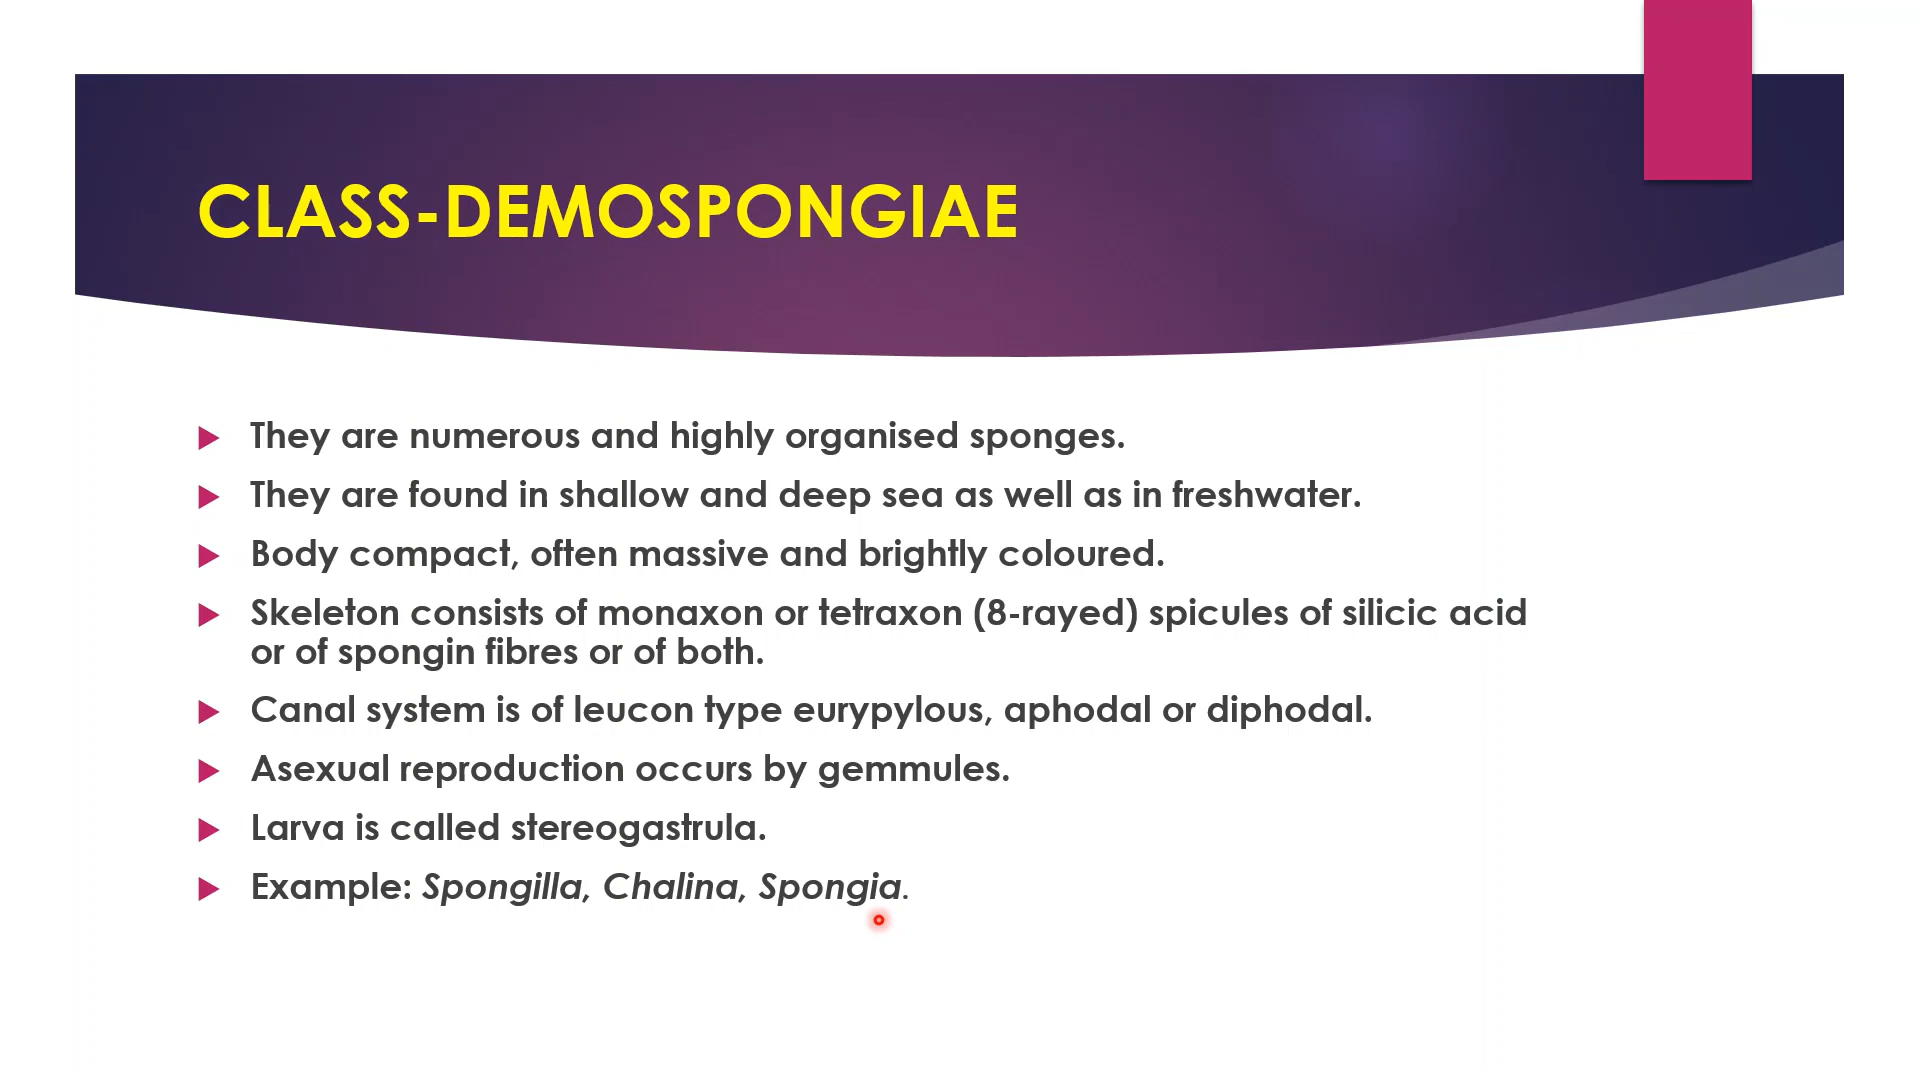 CLASS-DEMOSPONGIAE
They are numerous and highly organised sponges.
They are found in shallow and deep sea as well as in freshwater.
Body compact, often massive and brightly coloured.
Skeleton consists of monaxon or tetraxon (8-rayed) spicules of silicic acid
or of spongin fibres or of both.
Canal system is of leucon type eurypylous, aphodal or diphodal.
Asexual reproduction occurs by gemmules.
Larva is called stereogastrula.
Example: Spongilla, Chalina, Spongia.